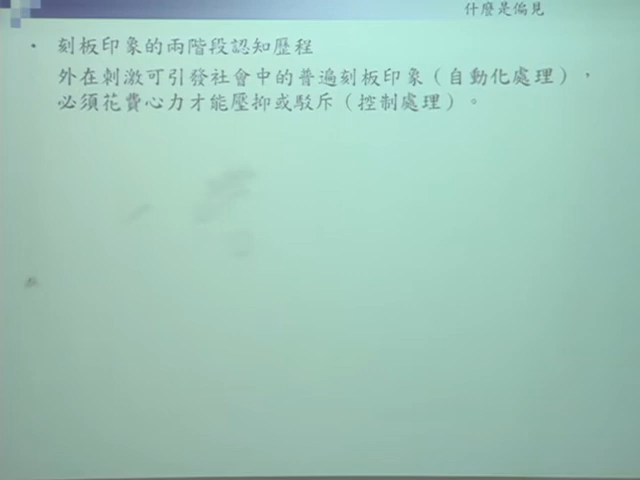 什麼是偏見
• 刻板印象的兩階段認知歷程
外在刺激可引發社會中的普遍刻板印象（自動化處理），
必須花費心力才能壓抑或駁斥（控制處理）。